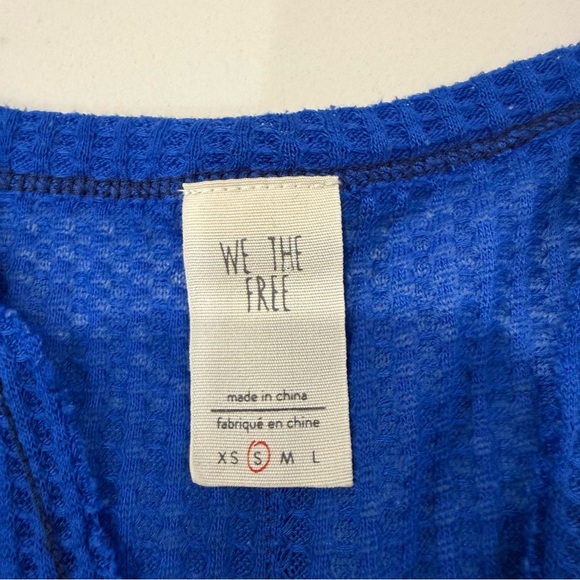 WE THE
FREE
made in china
fabriqué en chine
XS S M L